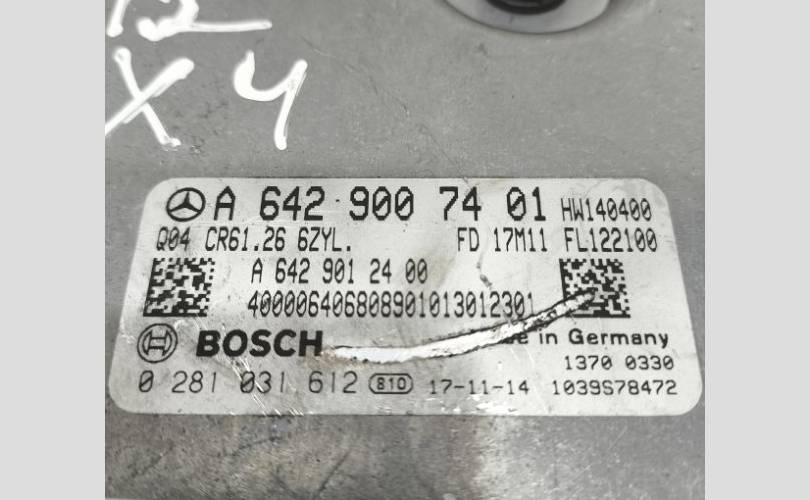 X 4
A 642 900 74 01 HW140400
Q04 CR61.26 6ZYL. FD 17M11 FL122100
A 642 901 24 00
400006406808901013012301
BOSCH in Germany
1370 0330
0 281 031 612 810 17-11-14 1039S78472